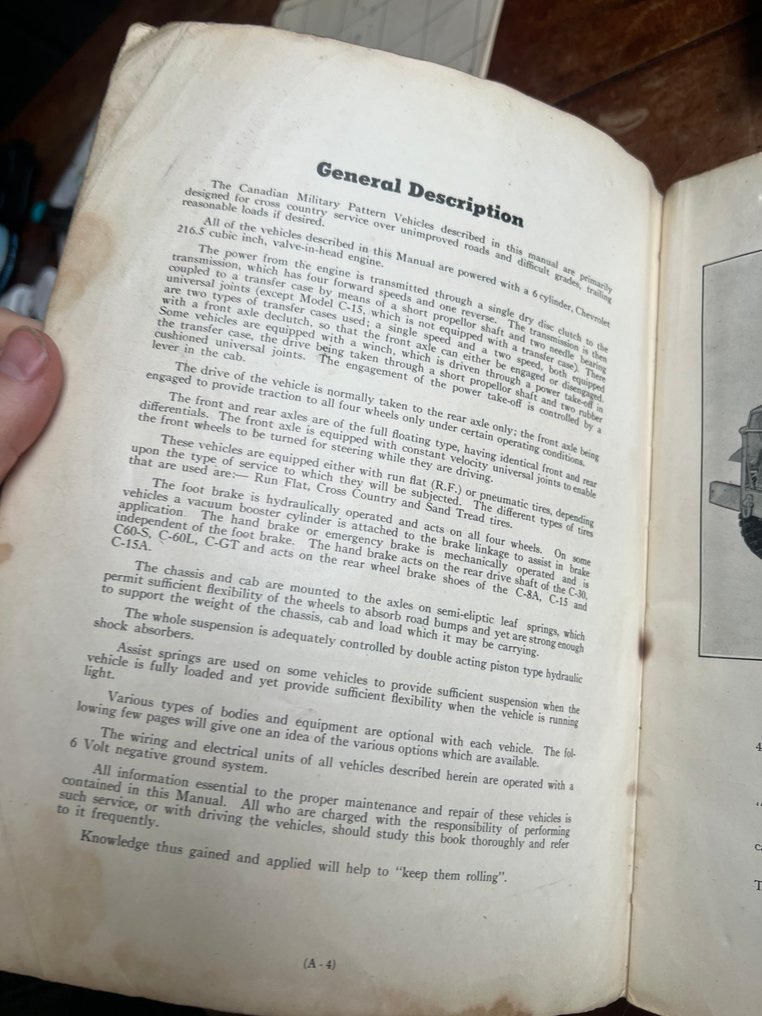 General Description
The Canadian Military Pattern Vehicles described in this manual are primarily
designed for cross country service over unimproved roads and difficult grades, trailing
reasonable loads if desired.
All of the vehicles described in this Manual are powered with a 6 cylinder, Chevrolet
216.5 cubic inch, valve-in-head engine.
The power from the engine is transmitted through a single dry disc clutch to the
transmission, which has four forward speeds and one reverse. The transmission is then
coupled to a transfer case by means of a short propellor shaft and two needle bearing
universal joints (except Model C-15, which is not equipped with a transfer case). There
are two types of transfer cases used; a single speed and a two speed, both equipped
with a front axle declutch, so that the front axle can either be engaged or disengaged.
Some vehicles are equipped with a winch, which is driven through a power take-off in
the transfer case, the drive being taken through a short propellor shaft and two rubber
cushioned universal joints. The engagement of the power take-off is controlled by a
lever in the cab.
The drive of the vehicle is normally taken to the rear axle only; the front axle being
engaged to provide traction to all four wheels only under certain operating conditions.
The front and rear axles are of the full floating type, having identical front and rear
differentials. The front axle is equipped with constant velocity universal joints to enable
the front wheels to be turned for steering while they are driving.
These vehicles are equipped either with run flat (R.F.) or pneumatic tires, depending
upon the type of service to which they will be subjected. The different types of tires
that are used are:— Run Flat, Cross Country and Sand Tread tires.
The foot brake is hydraulically operated and acts on all four wheels. On some
vehicles a vacuum booster cylinder is attached to the brake linkage to assist in brake
application. The hand brake or emergency brake is mechanically operated and is
independent of the foot brake. The hand brake acts on the rear drive shaft of the C-30,
C60-S, C-60L, C-GT and acts on the rear wheel brake shoes of the C-8A, C-15 and
C-15A.
The chassis and cab are mounted to the axles on semi-eliptic leaf springs, which
permit sufficient flexibility of the wheels to absorb road bumps and yet are strong enough
to support the weight of the chassis, cab and load which it may be carrying.
The whole suspension is adequately controlled by double acting piston type hydraulic
shock absorbers.
Assist springs are used on some vehicles to provide sufficient suspension when the
vehicle is fully loaded and yet provide sufficient flexibility when the vehicle is running
light.
Various types of bodies and equipment are optional with each vehicle. The fol-
lowing few pages will give one an idea of the various options which are available.
The wiring and electrical units of all vehicles described herein are operated with a
6 Volt negative ground system.
All information essential to the proper maintenance and repair of these vehicles is
contained in this Manual. All who are charged with the responsibility of performing
such service, or with driving the vehicles, should study this book thoroughly and refer
to it frequently.
Knowledge thus gained and applied will help to "keep them rolling".
(A - 4)